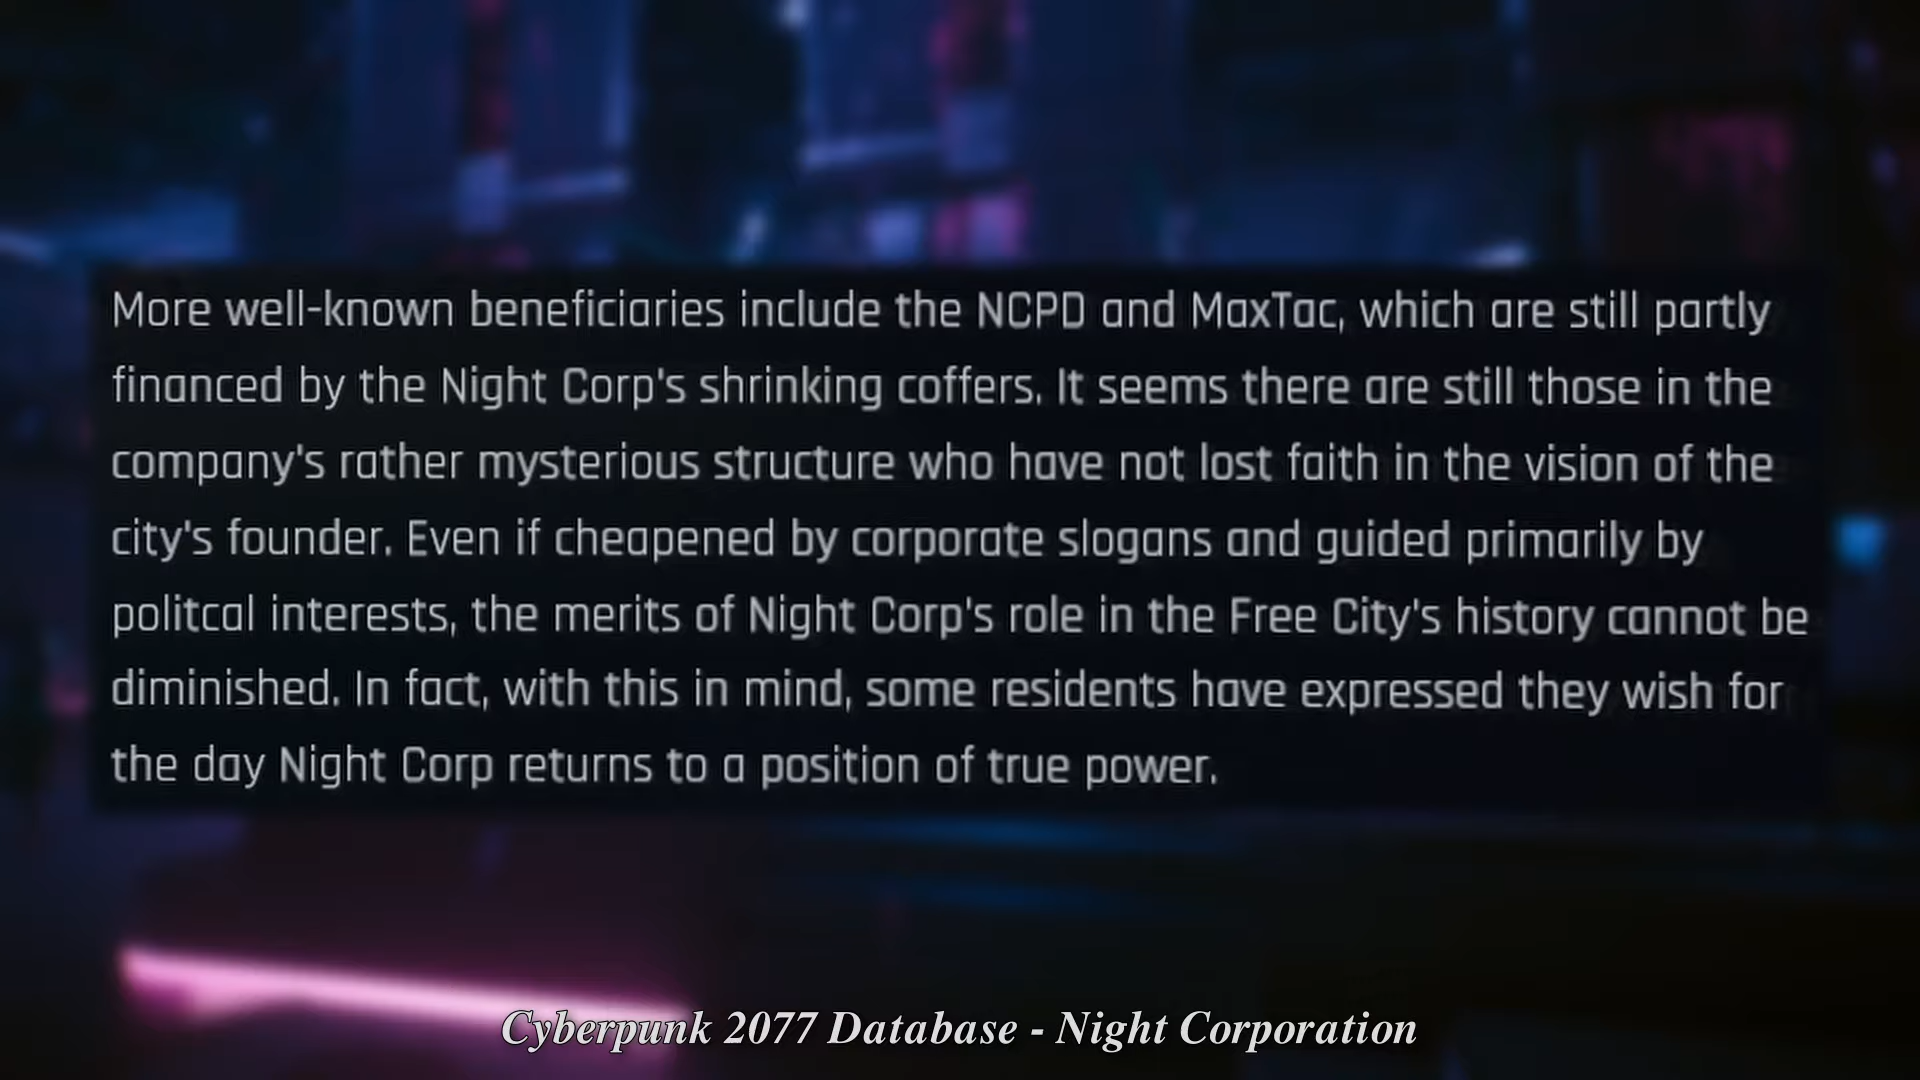 More well-known beneficiaries include the NCPD and MaxTac, which are still partly
financed by the Night Corp's shrinking coffers. It seems there are still those in the
company's rather mysterious structure who have not lost faith in the vision of the
city's founder. Even if cheapened by corporate slogans and guided primarily by
politcal interests, the merits of Night Corp's role in the Free City's history cannot be
diminished. In fact, with this in mind, some residents have expressed they wish for
the day Night Corp returns to a position of true power.
Cyberpunk 2077 Database - Night Corporation